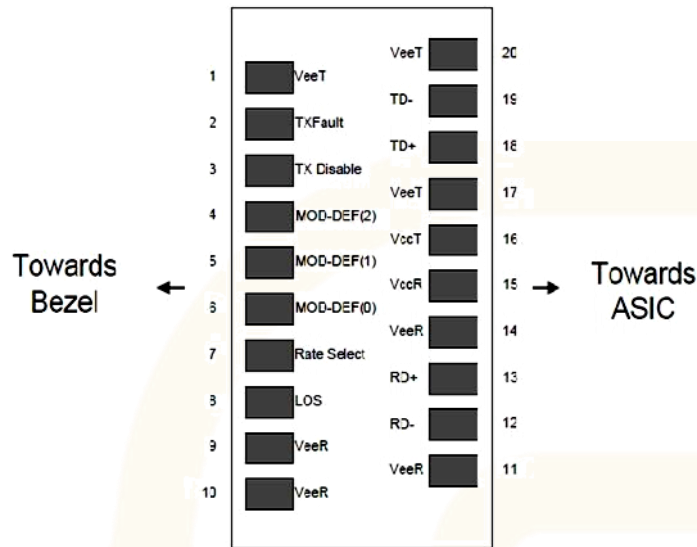 1 VeeT
2 TXFault
3 TX Disable
4 MOD-DEF(2)
5 MOD-DEF(1)
6 MOD-DEF(0)
7 Rate Select
8 LOS
9 VeeR
10 VeeR
VeeT 20
TD- 19
TD+ 18
VeeT 17
VccT 16
VccR 15
VeeR 14
RD+ 13
RD- 12
VeeR 11
Towards
Bezel
Towards
ASIC